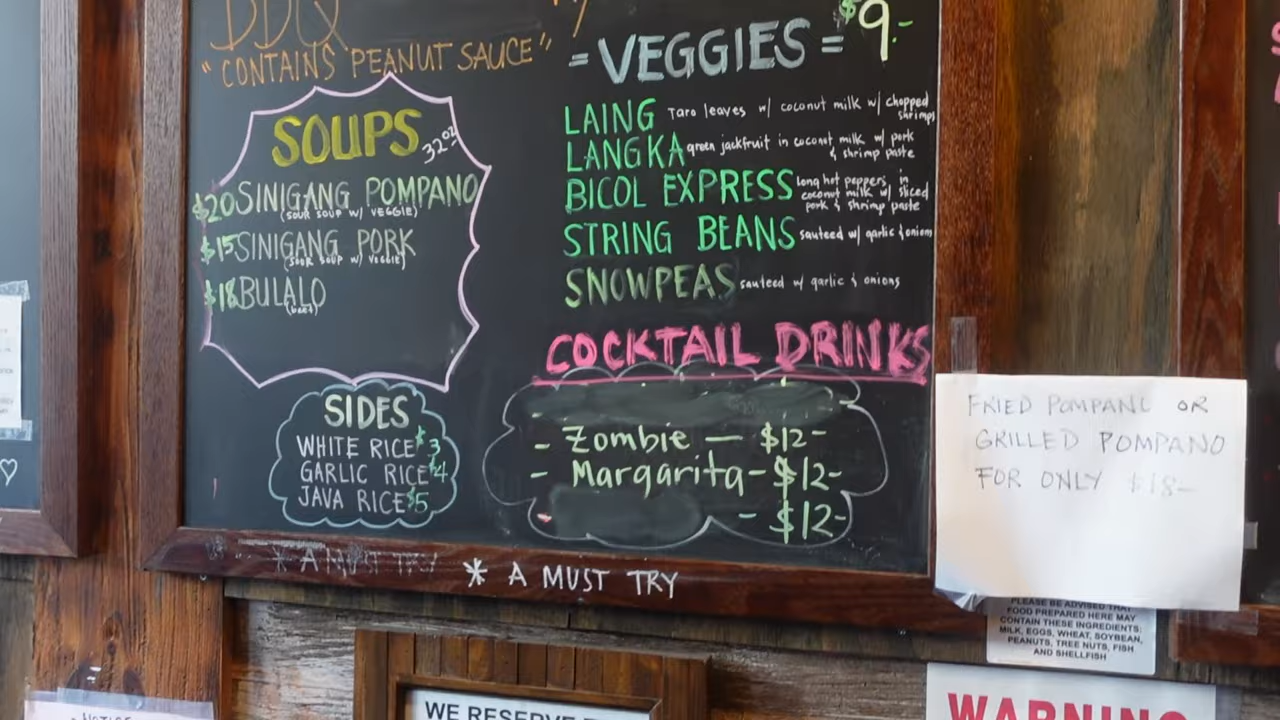 BBQ
"CONTAINS PEANUT SAUCE"
SOUPS 32oz
$20 SINIGANG POMPANO
(SOUR SOUP W/ VEGGIE)
$15 SINIGANG PORK
(SOUR SOUP W/ VEGGIE)
$18 BULALO
(beef)
SIDES
WHITE RICE $3
GARLIC RICE $4
JAVA RICE $5
= VEGGIES = $9.-
LAING Taro leaves w/ coconut milk w/ chopped
shrimps
LANGKA green jackfruit in coconut milk w/ pork
& shrimp paste
BICOL EXPRESS long hot peppers in
coconut milk w/ sliced
pork & shrimp paste
STRING BEANS sauteed w/ garlic & onions
SNOWPEAS sauteed w/ garlic & onions
COCKTAIL DRINKS
- Zombie — $12-
- Margarita - $12-
- $12-
* A MUST TRY
* A MUST TRY
FRIED POMPANO OR
GRILLED POMPANO
FOR ONLY $18-
PLEASE BE ADVISED THAT
FOOD PREPARED HERE MAY
CONTAIN THESE INGREDIENTS:
MILK, EGGS, WHEAT, SOYBEAN,
PEANUTS, TREE NUTS, FISH
AND SHELLFISH
WARNING
WE RESERVE
NOTICE